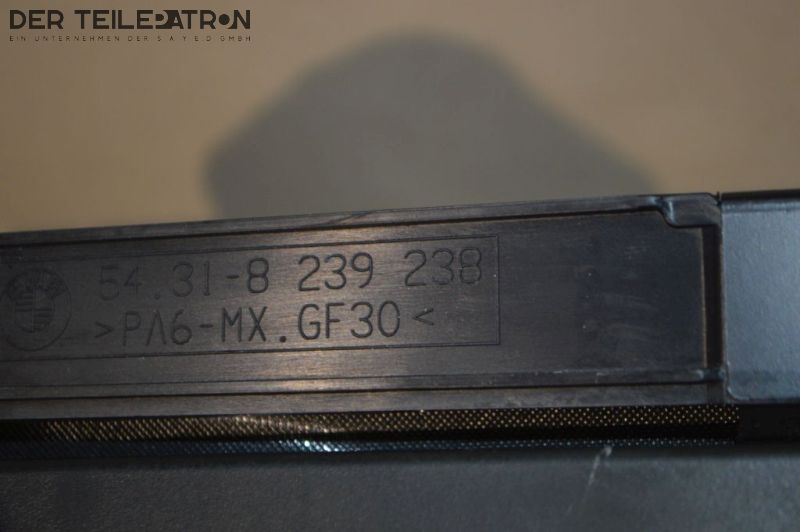 DER TEILEPATRON
EIN UNTERNEHMEN DER S A Y E D GMBH
54.31-8 239 238
>PA6-MX.GF30<